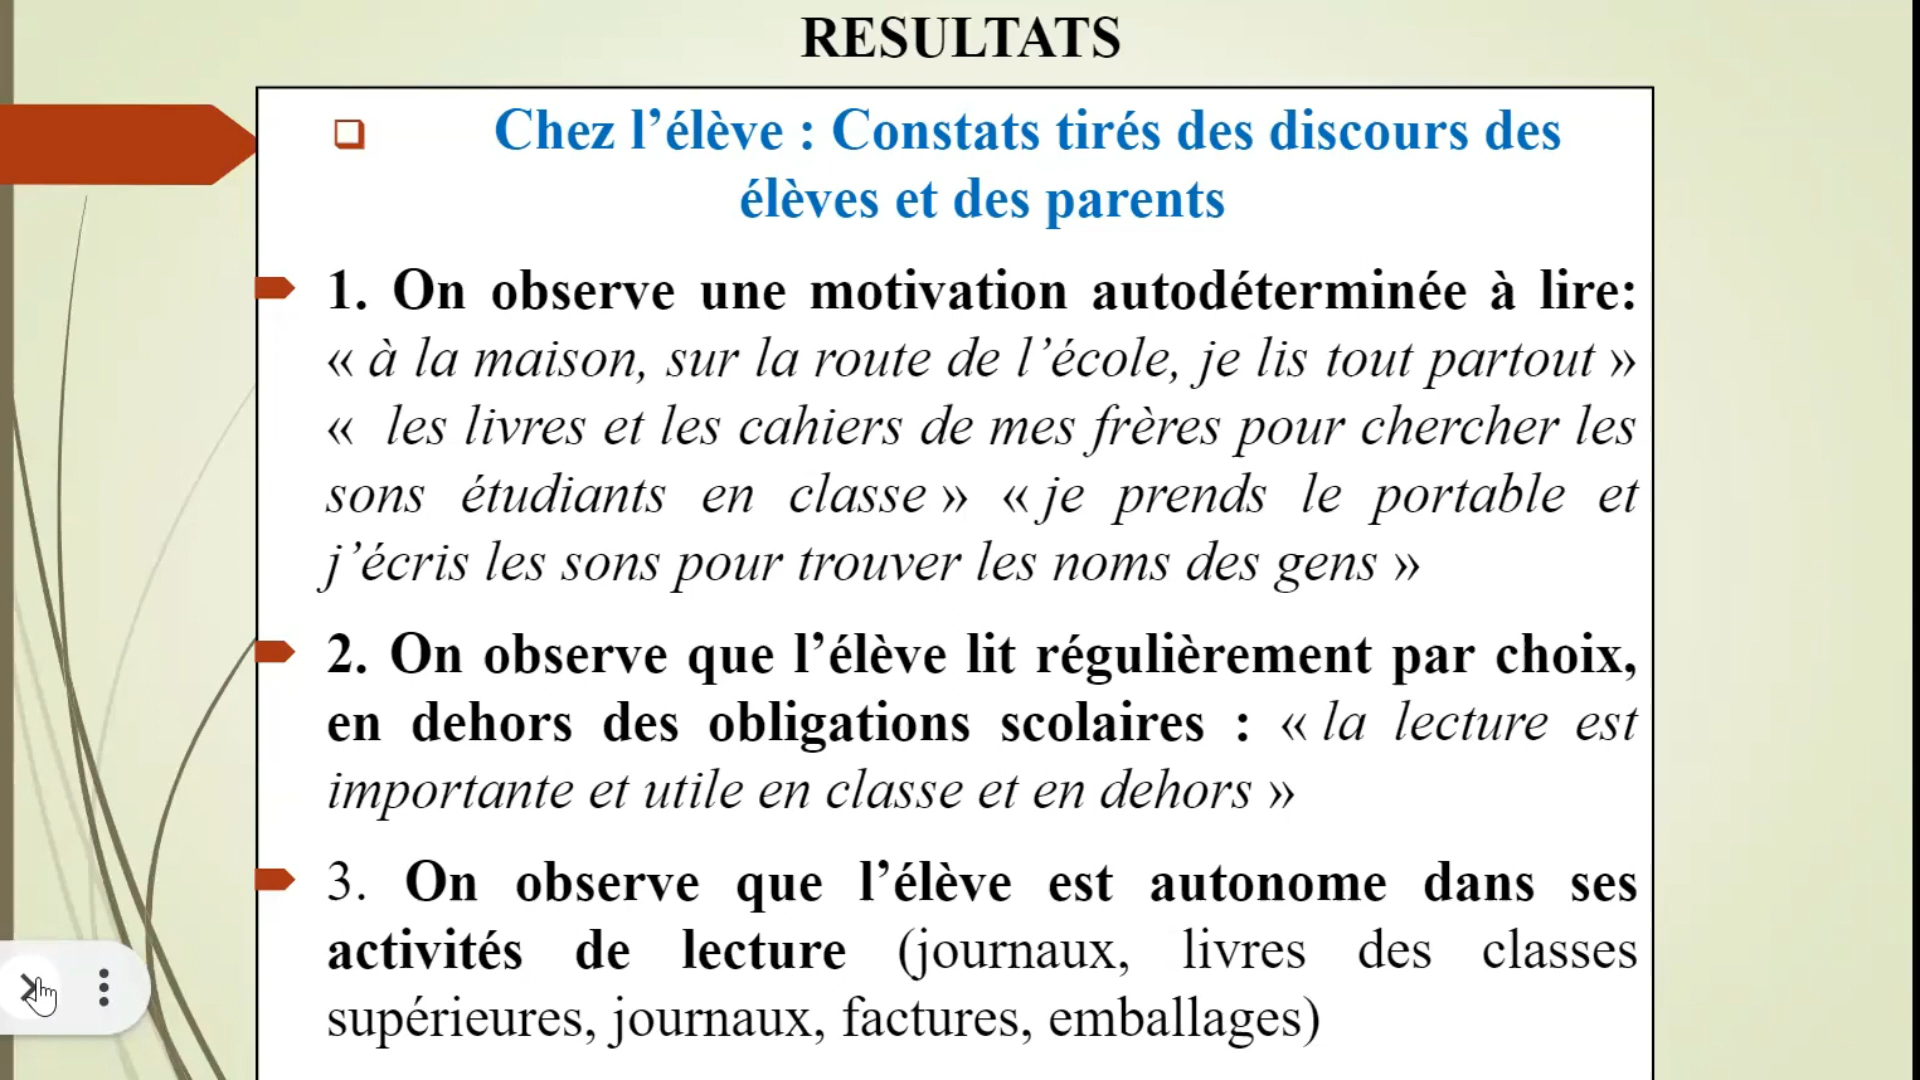 RESULTATS
Chez l’élève : Constats tirés des discours des
élèves et des parents
1. On observe une motivation autodéterminée à lire:
« à la maison, sur la route de l’école, je lis tout partout »
« les livres et les cahiers de mes frères pour chercher les
sons étudiants en classe » « je prends le portable et
j’écris les sons pour trouver les noms des gens »
2. On observe que l’élève lit régulièrement par choix,
en dehors des obligations scolaires : « la lecture est
importante et utile en classe et en dehors »
3. On observe que l’élève est autonome dans ses
activités de lecture (journaux, livres des classes
supérieures, journaux, factures, emballages)